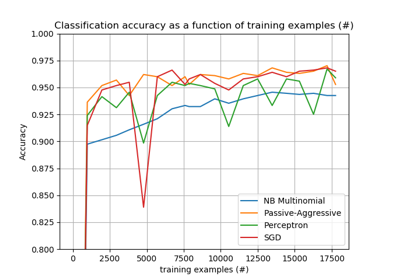 Classification accuracy as a function of training examples (#)
1.000
0.975
0.950
0.925
0.900
0.875
0.850
0.825
0.800
Accuracy
NB Multinomial
Passive-Aggressive
Perceptron
SGD
0 2500 5000 7500 10000 12500 15000 17500
training examples (#)